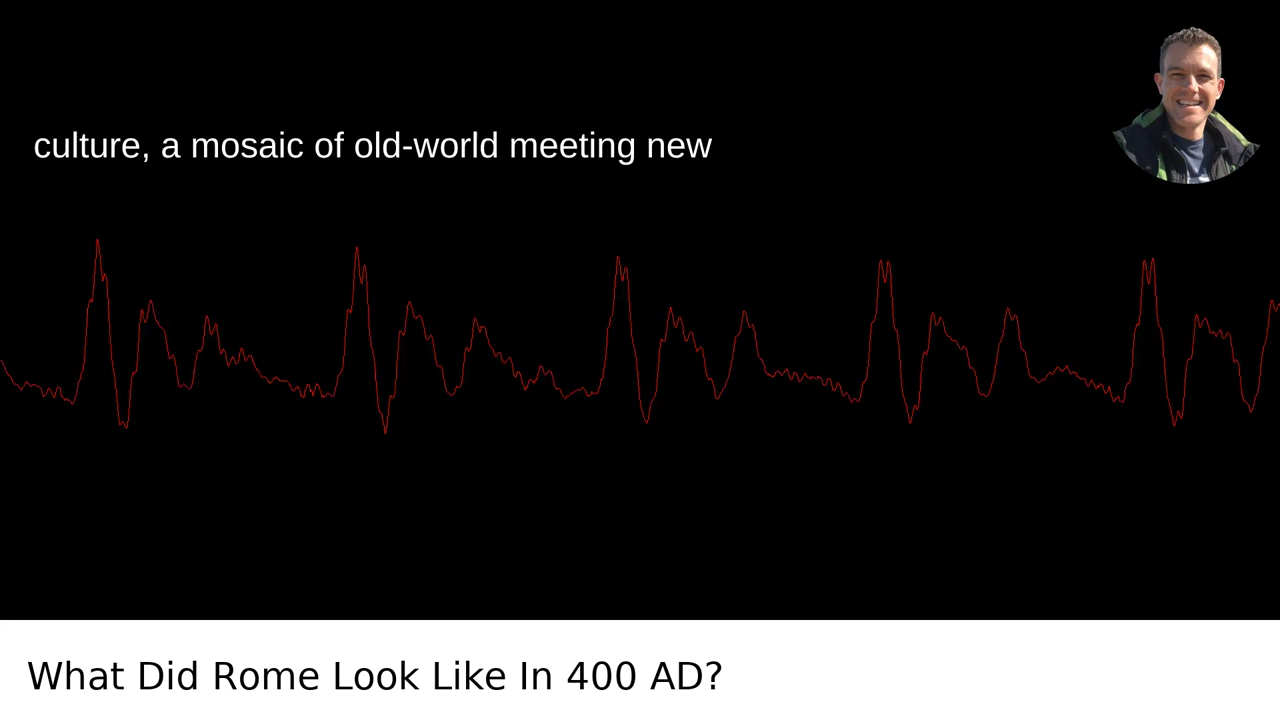 culture, a mosaic of old-world meeting new
What Did Rome Look Like In 400 AD?